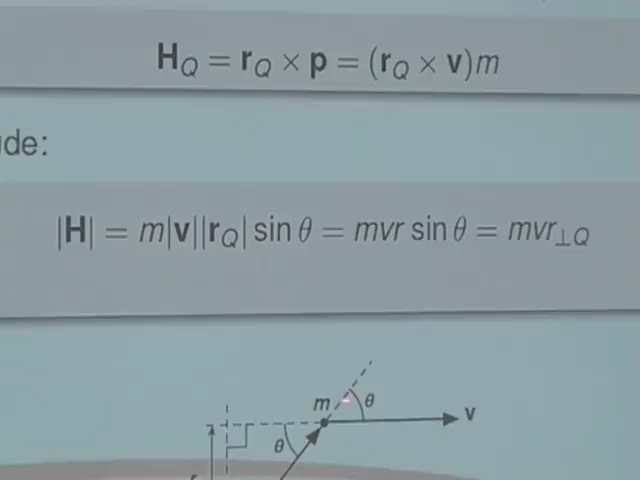 H_Q = r_Q × p = (r_Q × v)m
ude:
|H| = m|v||r_Q| sin θ = mvr sin θ = mvr_⊥Q
m θ
v
θ